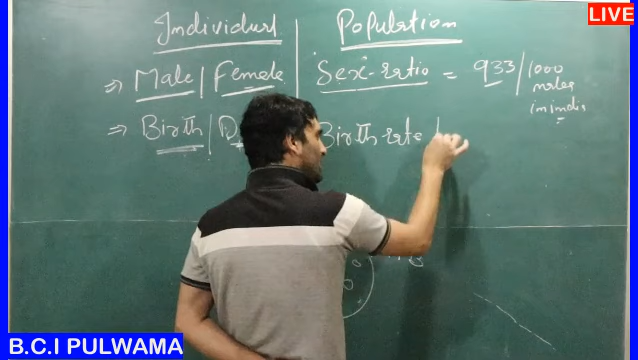 LIVE
Individual | Population
⇒ Male | Female | Sex-ratio = 933 / 1000
males
in india
⇒ Birth | D Birth rate |
B.C.I PULWAMA